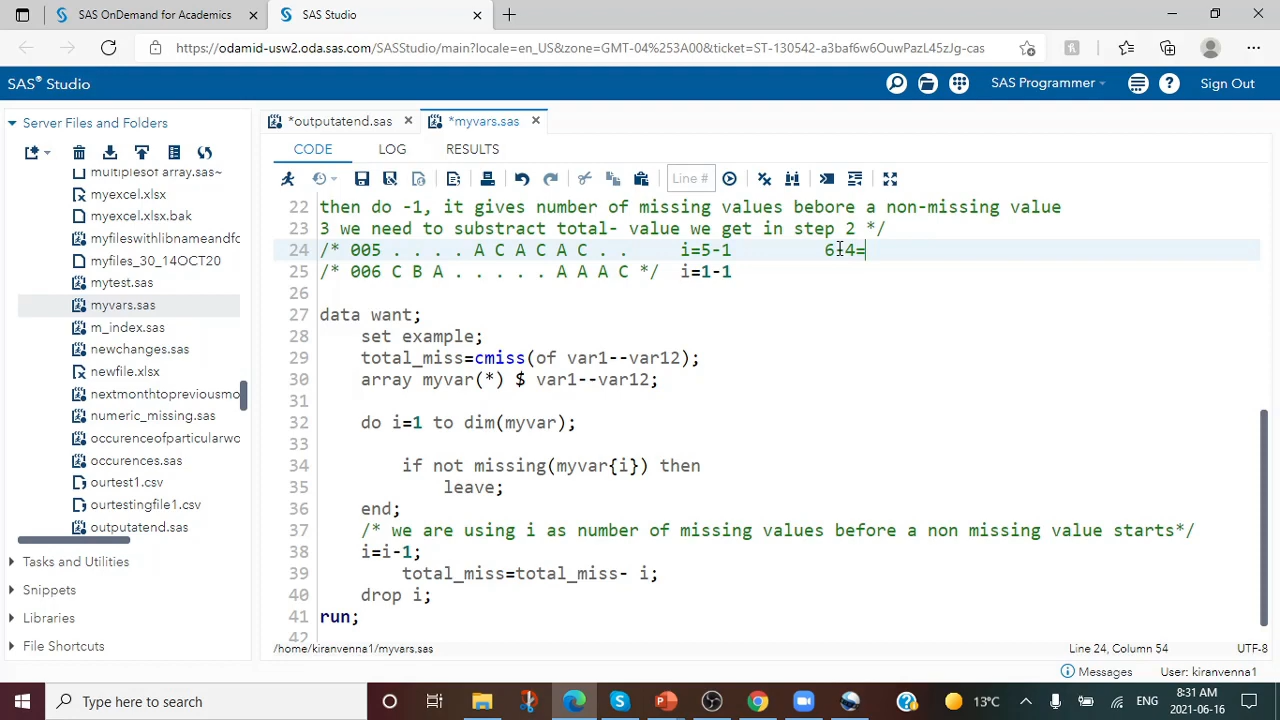 SAS OnDemand for Academics
SAS Studio
https://odamid-usw2.oda.sas.com/SASStudio/main?locale=en_US&zone=GMT-04%253A00&ticket=ST-130542-a3baf6w6OuwPazL45zJg-cas
SAS® Studio
SAS Programmer
Sign Out
Server Files and Folders
*outputatend.sas
*myvars.sas
CODE
LOG
RESULTS
Line #
multiplesof array.sas~
myexcel.xlsx
myexcel.xlsx.bak
myfileswithlibnameandfo
myfiles_30_14OCT20
mytest.sas
myvars.sas
m_index.sas
newchanges.sas
newfile.xlsx
nextmonthtopreviousmo
numeric_missing.sas
occurenceofparticularwo
occurences.sas
ourtest1.csv
ourtestingfile1.csv
outputatend.sas
Tasks and Utilities
Snippets
Libraries
File Shortcuts
22 then do -1, it gives number of missing values bebore a non-missing value
23 3 we need to substract total- value we get in step 2 */
24 /* 005 . . . . A C A C A C . . i=5-1 6-4=
25 /* 006 C B A . . . . . A A A C */ i=1-1
26
27 data want;
28 set example;
29 total_miss=cmiss(of var1--var12);
30 array myvar(*) $ var1--var12;
31
32 do i=1 to dim(myvar);
33
34 if not missing(myvar{i}) then
35 leave;
36 end;
37 /* we are using i as number of missing values before a non missing value starts*/
38 i=i-1;
39 total_miss=total_miss- i;
40 drop i;
41 run;
42
/home/kiranvenna1/myvars.sas
Line 24, Column 54
UTF-8
Messages
User: kiranvenna1
Type here to search
13°C
ENG
8:31 AM
2021-06-16